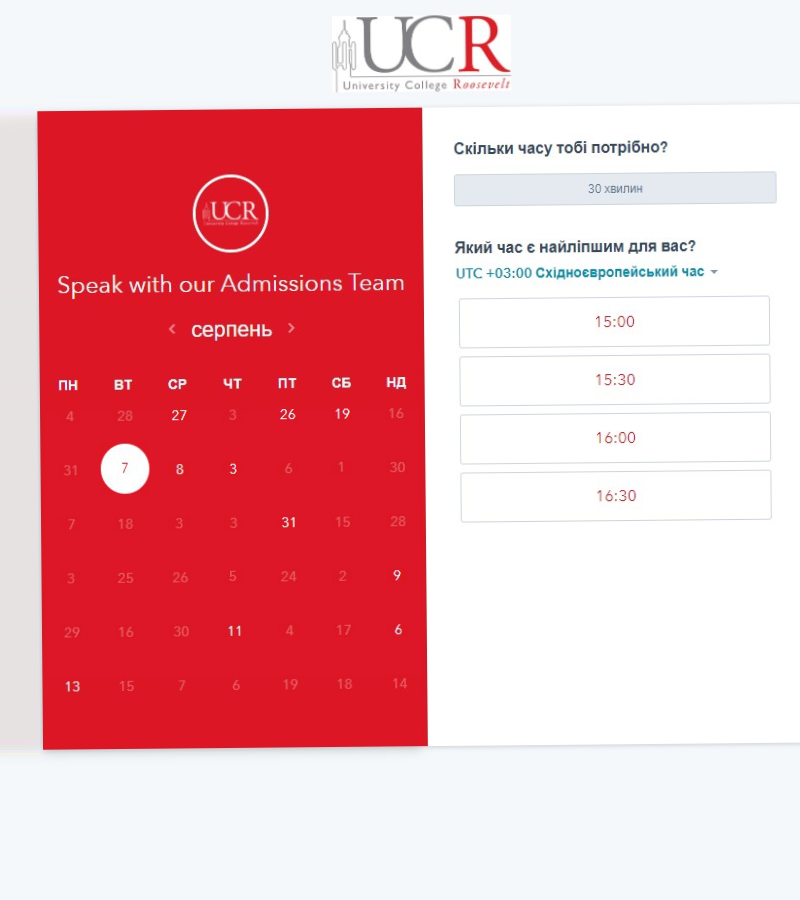 UCR
University College Roosevelt
UCR
Speak with our Admissions Team
серпень
ПН ВТ СР ЧТ ПТ СБ НД
4 28 27 3 26 19 16
31 7 8 3 6 1 30
7 18 3 3 31 15 28
3 25 26 5 24 2 9
29 16 30 11 4 17 6
13 15 7 6 19 18 14
Скільки часу тобі потрібно?
30 хвилин
Який час є найліпшим для вас?
UTC +03:00 Східноєвропейський час
15:00
15:30
16:00
16:30